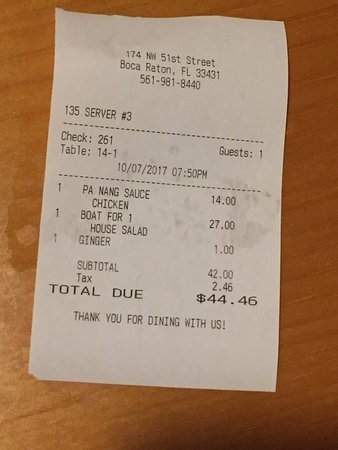 174 NW 51st Street
Boca Raton, FL 33431
561-981-8440
135 SERVER #3
Check: 261 Guests: 1
Table: 14-1
10/07/2017 07:50PM
1 PA NANG SAUCE 14.00
CHICKEN
1 BOAT FOR 1 27.00
HOUSE SALAD
1 GINGER 1.00
SUBTOTAL 42.00
Tax 2.46
TOTAL DUE $44.46
THANK YOU FOR DINING WITH US!